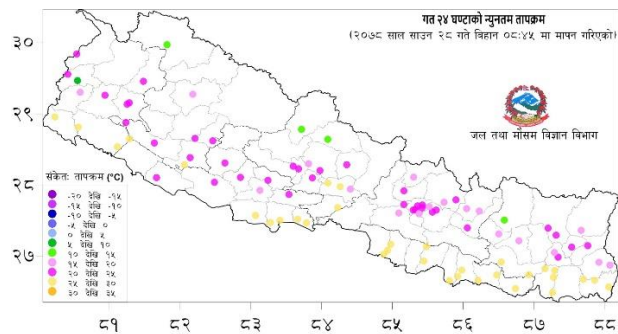 गत २४ घण्टाको न्युनतम तापक्रम
(२०७८ साल साउन २८ गते बिहान ०८:४५ मा मापन गरिएको)
जल तथा मौसम विज्ञान विभाग
३०
२९
२८
२७
संकेतः तापक्रम (°C)
-२० देखि -१५
-१५ देखि -१०
-१० देखि -५
-५ देखि ०
० देखि ५
५ देखि १०
१० देखि १५
१५ देखि २०
२० देखि २५
२५ देखि ३०
३० देखि ३५
८१ ८२ ८३ ८४ ८५ ८६ ८७ ८८